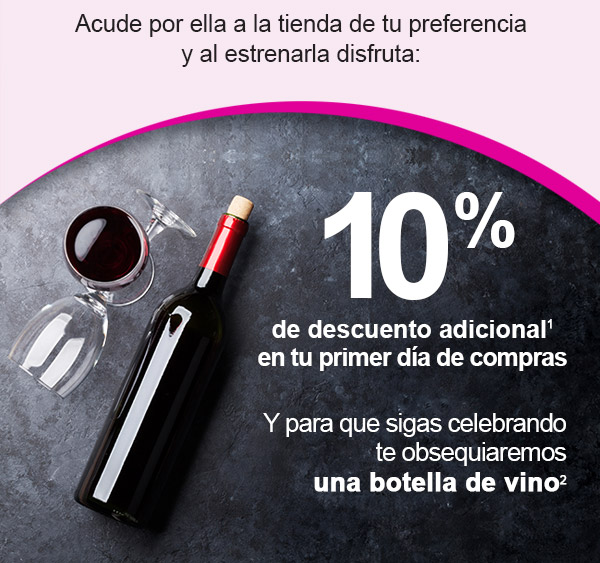 Acude por ella a la tienda de tu preferencia
y al estrenarla disfruta:
10%
de descuento adicional¹
en tu primer día de compras
Y para que sigas celebrando
te obsequiaremos
una botella de vino²